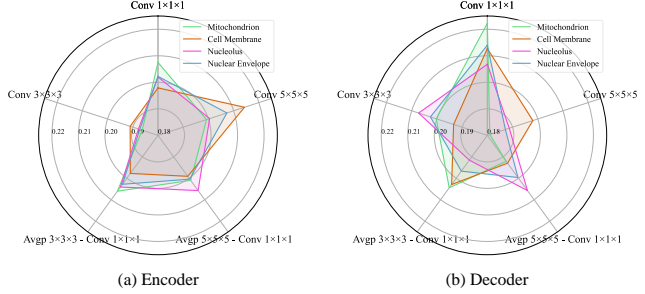 Conv 1×1×1
Mitochondrion
Cell Membrane
Nucleolus
Nuclear Envelope
Conv 3×3×3
Conv 5×5×5
0.22
0.21
0.20
0.19
0.18
Avgp 3×3×3 - Conv 1×1×1
Avgp 5×5×5 - Conv 1×1×1
(a) Encoder
Conv 1×1×1
Mitochondrion
Cell Membrane
Nucleolus
Nuclear Envelope
Conv 3×3×3
Conv 5×5×5
0.22
0.21
0.20
0.19
0.18
Avgp 3×3×3 - Conv 1×1×1
Avgp 5×5×5 - Conv 1×1×1
(b) Decoder